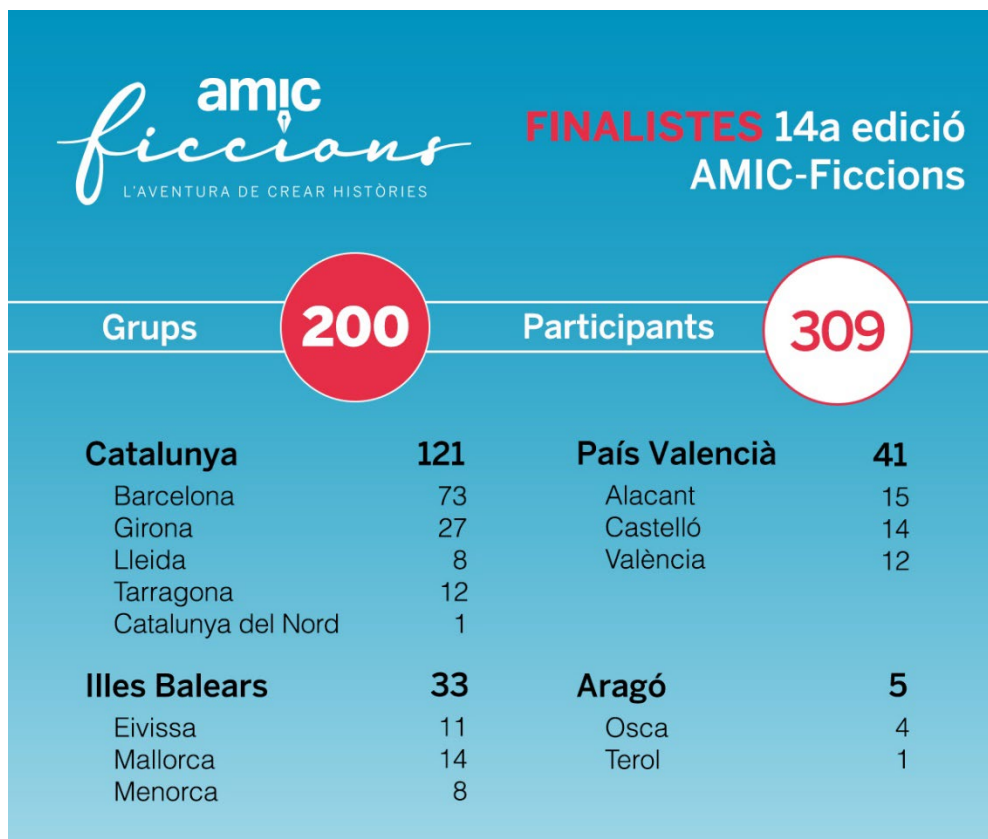 amic
ficcions
L'AVENTURA DE CREAR HISTÒRIES
FINALISTES 14a edició
AMIC-Ficcions
Grups 200
Participants 309
Catalunya 121
Barcelona 73
Girona 27
Lleida 8
Tarragona 12
Catalunya del Nord 1
País Valencià 41
Alacant 15
Castelló 14
València 12
Illes Balears 33
Eivissa 11
Mallorca 14
Menorca 8
Aragó 5
Osca 4
Terol 1